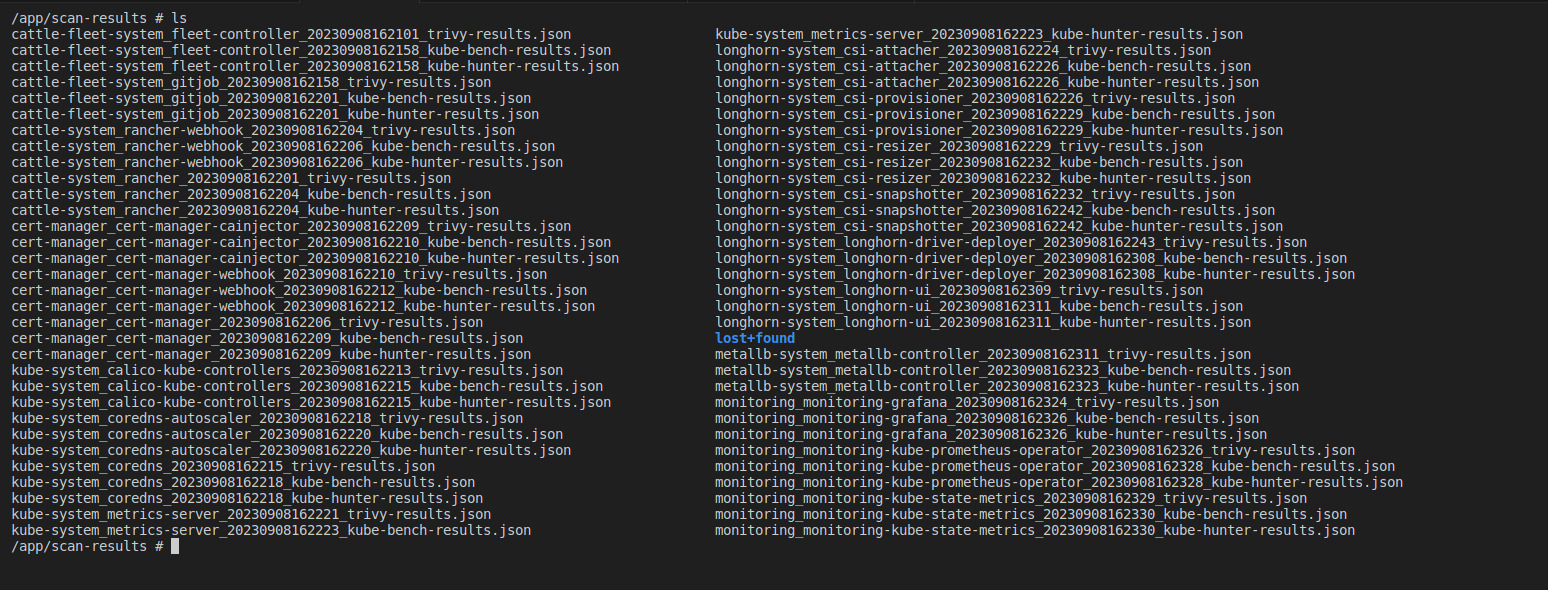 /app/scan-results # ls
cattle-fleet-system_fleet-controller_20230908162101_trivy-results.json kube-system_metrics-server_20230908162223_kube-hunter-results.json
cattle-fleet-system_fleet-controller_20230908162158_kube-bench-results.json longhorn-system_csi-attacher_20230908162224_trivy-results.json
cattle-fleet-system_fleet-controller_20230908162158_kube-hunter-results.json longhorn-system_csi-attacher_20230908162226_kube-bench-results.json
cattle-fleet-system_gitjob_20230908162158_trivy-results.json longhorn-system_csi-attacher_20230908162226_kube-hunter-results.json
cattle-fleet-system_gitjob_20230908162201_kube-bench-results.json longhorn-system_csi-provisioner_20230908162226_trivy-results.json
cattle-fleet-system_gitjob_20230908162201_kube-hunter-results.json longhorn-system_csi-provisioner_20230908162229_kube-bench-results.json
cattle-system_rancher-webhook_20230908162204_trivy-results.json longhorn-system_csi-provisioner_20230908162229_kube-hunter-results.json
cattle-system_rancher-webhook_20230908162206_kube-bench-results.json longhorn-system_csi-resizer_20230908162229_trivy-results.json
cattle-system_rancher-webhook_20230908162206_kube-hunter-results.json longhorn-system_csi-resizer_20230908162232_kube-bench-results.json
cattle-system_rancher_20230908162201_trivy-results.json longhorn-system_csi-resizer_20230908162232_kube-hunter-results.json
cattle-system_rancher_20230908162204_kube-bench-results.json longhorn-system_csi-snapshotter_20230908162232_trivy-results.json
cattle-system_rancher_20230908162204_kube-hunter-results.json longhorn-system_csi-snapshotter_20230908162242_kube-bench-results.json
cert-manager_cert-manager-cainjector_20230908162209_trivy-results.json longhorn-system_csi-snapshotter_20230908162242_kube-hunter-results.json
cert-manager_cert-manager-cainjector_20230908162210_kube-bench-results.json longhorn-system_longhorn-driver-deployer_20230908162243_trivy-results.json
cert-manager_cert-manager-cainjector_20230908162210_kube-hunter-results.json longhorn-system_longhorn-driver-deployer_20230908162308_kube-bench-results.json
cert-manager_cert-manager-webhook_20230908162210_trivy-results.json longhorn-system_longhorn-driver-deployer_20230908162308_kube-hunter-results.json
cert-manager_cert-manager-webhook_20230908162212_kube-bench-results.json longhorn-system_longhorn-ui_20230908162309_trivy-results.json
cert-manager_cert-manager-webhook_20230908162212_kube-hunter-results.json longhorn-system_longhorn-ui_20230908162311_kube-bench-results.json
cert-manager_cert-manager_20230908162206_trivy-results.json longhorn-system_longhorn-ui_20230908162311_kube-hunter-results.json
cert-manager_cert-manager_20230908162209_kube-bench-results.json lost+found
cert-manager_cert-manager_20230908162209_kube-hunter-results.json metallb-system_metallb-controller_20230908162311_trivy-results.json
kube-system_calico-kube-controllers_20230908162213_trivy-results.json metallb-system_metallb-controller_20230908162323_kube-bench-results.json
kube-system_calico-kube-controllers_20230908162215_kube-bench-results.json metallb-system_metallb-controller_20230908162323_kube-hunter-results.json
kube-system_calico-kube-controllers_20230908162215_kube-hunter-results.json monitoring_monitoring-grafana_20230908162324_trivy-results.json
kube-system_coredns-autoscaler_20230908162218_trivy-results.json monitoring_monitoring-grafana_20230908162326_kube-bench-results.json
kube-system_coredns-autoscaler_20230908162220_kube-bench-results.json monitoring_monitoring-grafana_20230908162326_kube-hunter-results.json
kube-system_coredns-autoscaler_20230908162220_kube-hunter-results.json monitoring_monitoring-kube-prometheus-operator_20230908162326_trivy-results.json
kube-system_coredns_20230908162215_trivy-results.json monitoring_monitoring-kube-prometheus-operator_20230908162328_kube-bench-results.json
kube-system_coredns_20230908162218_kube-bench-results.json monitoring_monitoring-kube-prometheus-operator_20230908162328_kube-hunter-results.json
kube-system_coredns_20230908162218_kube-hunter-results.json monitoring_monitoring-kube-state-metrics_20230908162329_trivy-results.json
kube-system_metrics-server_20230908162221_trivy-results.json monitoring_monitoring-kube-state-metrics_20230908162330_kube-bench-results.json
kube-system_metrics-server_20230908162223_kube-bench-results.json monitoring_monitoring-kube-state-metrics_20230908162330_kube-hunter-results.json
/app/scan-results #